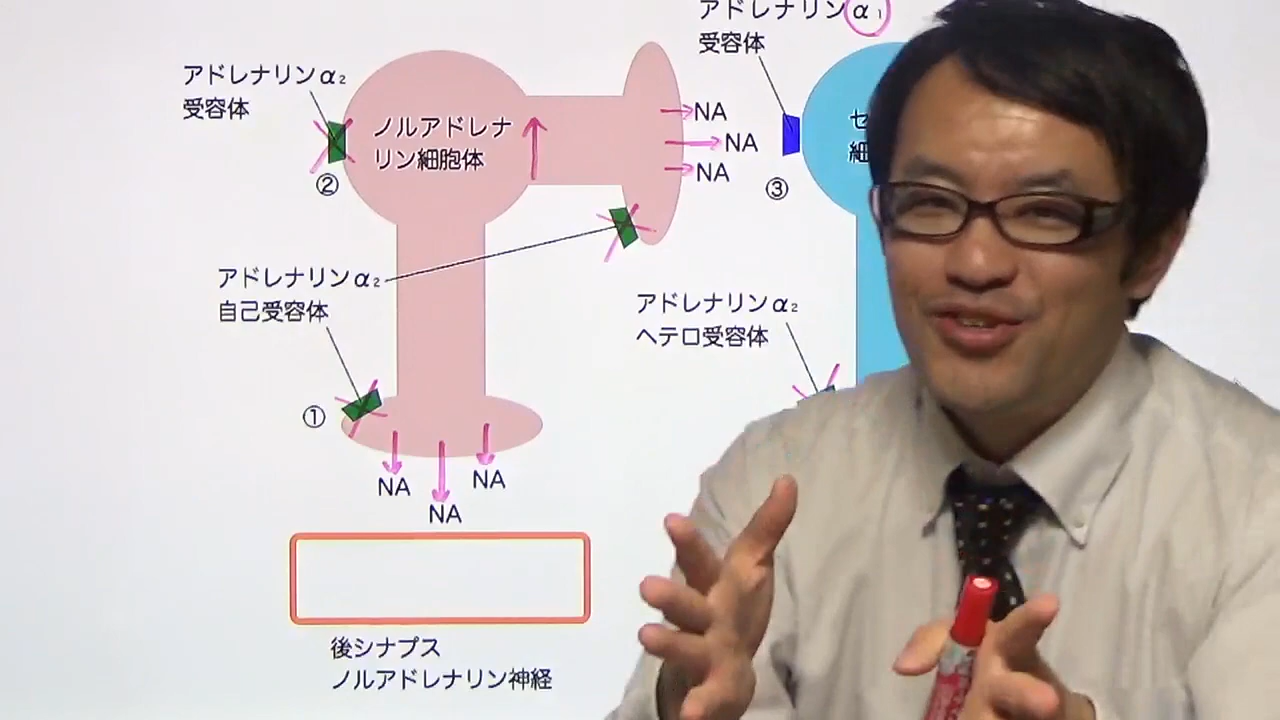 アドレナリンα₁
受容体
アドレナリンα₂
受容体
ノルアドレナ
リン細胞体
NA
NA
NA
セ
細
②
③
アドレナリンα₂
自己受容体
アドレナリンα₂
ヘテロ受容体
①
NA
NA
NA
後シナプス
ノルアドレナリン神経